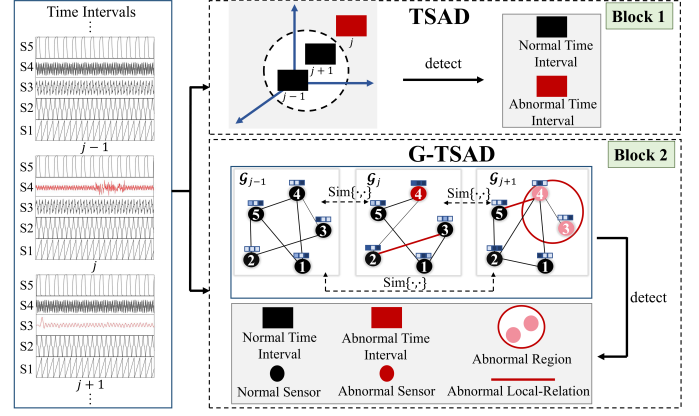 Time Intervals
⋮
S5
S4
S3
S2
S1
j − 1
S5
S4
S3
S2
S1
j
S5
S4
S3
S2
S1
j + 1
⋮
TSAD
Block 1
j
j + 1
j − 1
detect
Normal Time
Interval
Abnormal Time
Interval
G-TSAD
Block 2
𝒢j−1
𝒢j
𝒢j+1
Sim{·,·}
Sim{·,·}
4
5
3
2
1
4
5
3
2
1
4
5
3
2
1
Sim{·,·}
detect
Normal Time
Interval
Abnormal Time
Interval
Abnormal Region
Normal Sensor
Abnormal Sensor
Abnormal Local-Relation